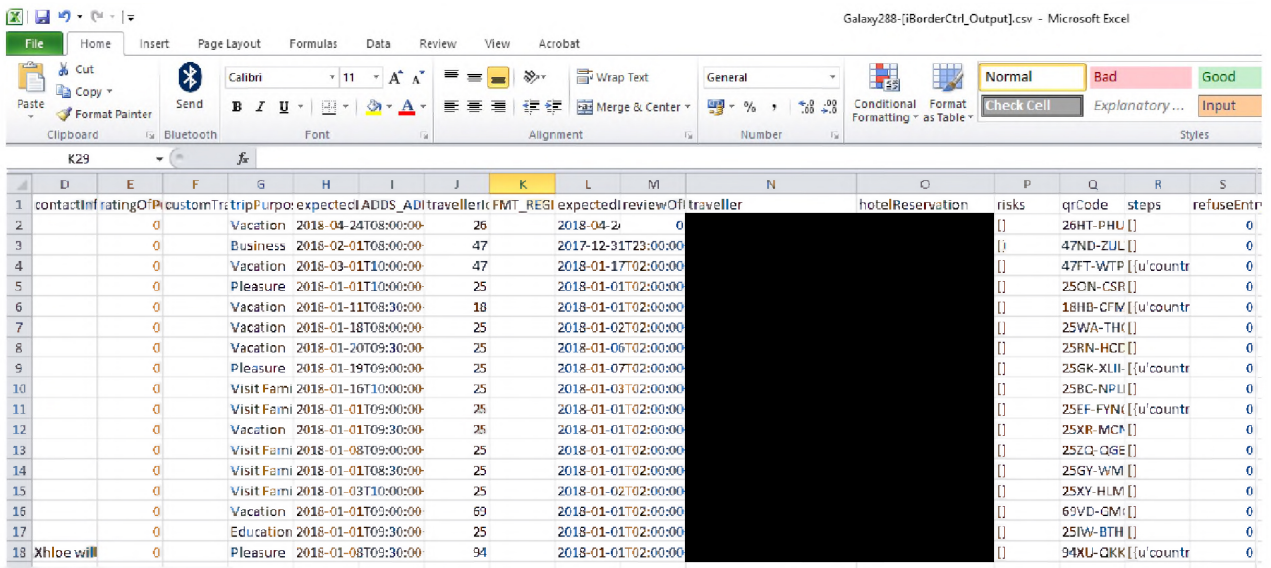 Galaxy288-[iBorderCtrl_Output].csv - Microsoft Excel
File Home Insert Page Layout Formulas Data Review View Acrobat
Cut Calibri 11 Wrap Text General Normal Bad Good
Copy
Paste Format Painter Send B I U Merge & Center % , Conditional Formatting Format as Table Check Cell Explanatory ... Input
Clipboard Bluetooth Font Alignment Number Styles
K29 fx
D E F G H I J K L M N O P Q R S
1 contactInf ratingOfP customTr tripPurpo expectedI ADDS_AD travellerId FMT_REGI expectedI reviewOf traveller hotelReservation risks qrCode steps refuseEntr
2 0 Vacation 2018-04-24T08:00:00- 26 2018-04-2 0 [] 26HT-PHU [] 0
3 0 Business 2018-02-01T08:00:00- 47 2017-12-31T23:00:00 [] 47ND-ZUL [] 0
4 0 Vacation 2018-03-01T10:00:00- 47 2018-01-17T02:00:00 [] 47FT-WTP [{u'countr 0
5 0 Pleasure 2018-01-01T10:00:00- 25 2018-01-01T02:00:00 [] 25ON-CSR [] 0
6 0 Vacation 2018-01-11T08:30:00- 18 2018-01-01T02:00:00 [] 18HB-CFM [{u'countr 0
7 0 Vacation 2018-01-18T08:00:00- 25 2018-01-02T02:00:00 [] 25WA-TH [] 0
8 0 Vacation 2018-01-20T09:30:00- 25 2018-01-06T02:00:00 [] 25RN-HCD [] 0
9 0 Pleasure 2018-01-19T09:00:00- 25 2018-01-07T02:00:00 [] 25GK-XLII- [{u'countr 0
10 0 Visit Fami 2018-01-16T10:00:00- 25 2018-01-03T02:00:00 [] 25BC-NPL [] 0
11 0 Visit Fami 2018-01-01T09:00:00- 25 2018-01-01T02:00:00 [] 25EF-FYN [{u'countr 0
12 0 Vacation 2018-01-01T09:30:00- 25 2018-01-01T02:00:00 [] 25XR-MCN [] 0
13 0 Visit Fami 2018-01-08T09:00:00- 25 2018-01-01T02:00:00 [] 25ZQ-QGE [] 0
14 0 Visit Fami 2018-01-01T08:30:00- 25 2018-01-01T02:00:00 [] 25GY-WM [] 0
15 0 Visit Fami 2018-01-03T10:00:00- 25 2018-01-02T02:00:00 [] 25XY-HLM [] 0
16 0 Vacation 2018-01-01T09:00:00- 69 2018-01-01T02:00:00 [] 69VD-GM [] 0
17 0 Education 2018-01-01T09:30:00- 25 2018-01-01T02:00:00 [] 25IW-BTH [] 0
18 Xhloe will 0 Pleasure 2018-01-08T09:30:00- 94 2018-01-01T02:00:00 [] 94XU-QKK [{u'countr 0